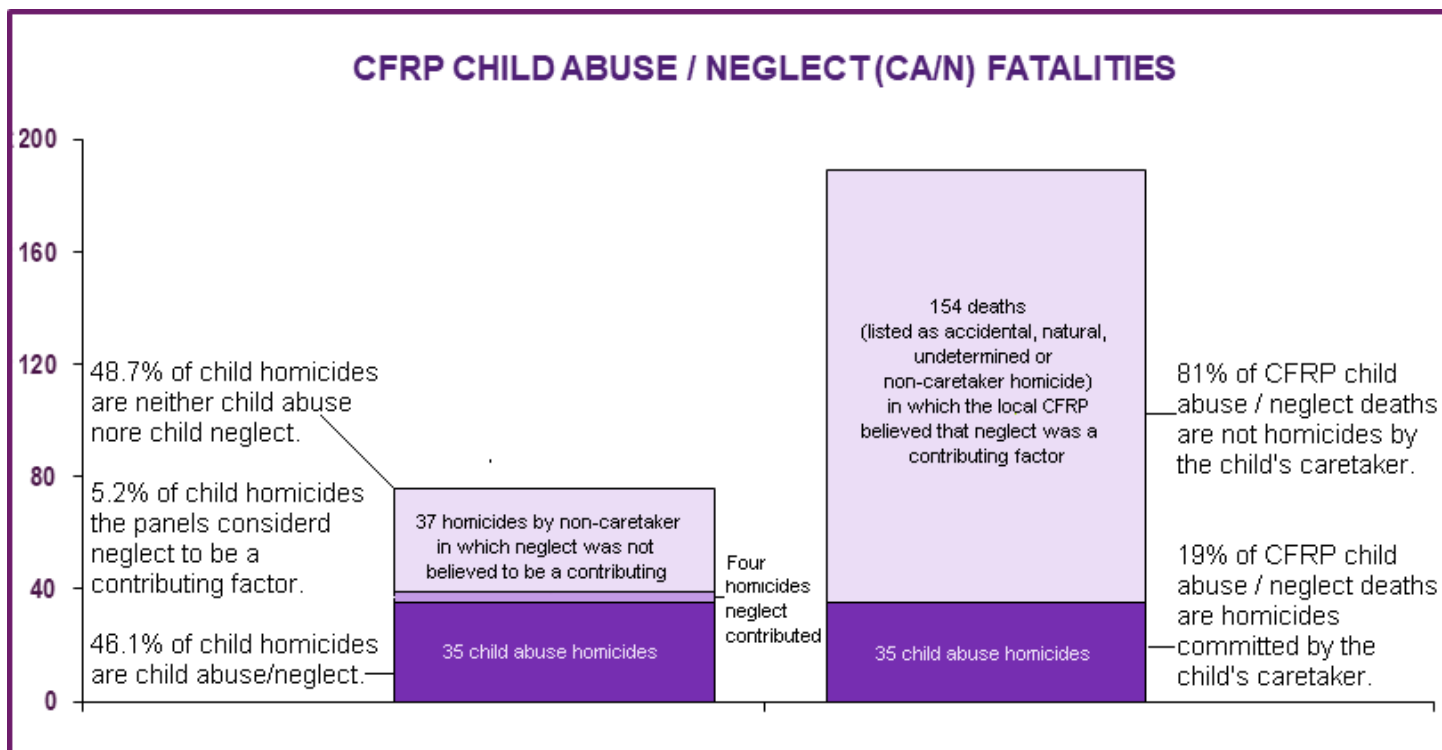 CFRP CHILD ABUSE / NEGLECT (CA/N) FATALITIES
200
160
120
80
40
0
48.7% of child homicides
are neither child abuse
nore child neglect.
5.2% of child homicides
the panels considerd
neglect to be a
contributing factor.
46.1% of child homicides
are child abuse/neglect.
37 homicides by non-caretaker
in which neglect was not
believed to be a contributing
35 child abuse homicides
Four
homicides
neglect
contributed
154 deaths
(listed as accidental, natural,
undetermined or
non-caretaker homicide)
in which the local CFRP
believed that neglect was a
contributing factor
35 child abuse homicides
81% of CFRP child
abuse / neglect deaths
are not homicides by
the child's caretaker.
19% of CFRP child
abuse / neglect deaths
are homicides
committed by the
child's caretaker.